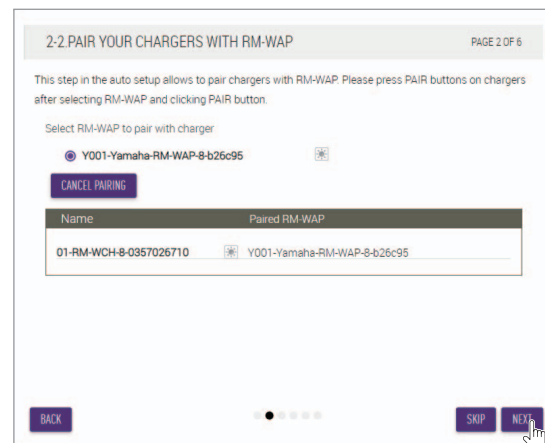 2-2.PAIR YOUR CHARGERS WITH RM-WAP PAGE 2 OF 6
This step in the auto setup allows to pair chargers with RM-WAP. Please press PAIR buttons on chargers
after selecting RM-WAP and clicking PAIR button.
Select RM-WAP to pair with charger
Y001-Yamaha-RM-WAP-8-b26c95
CANCEL PAIRING
Name Paired RM-WAP
01-RM-WCH-8-0357026710 Y001-Yamaha-RM-WAP-8-b26c95
BACK SKIP NEXT